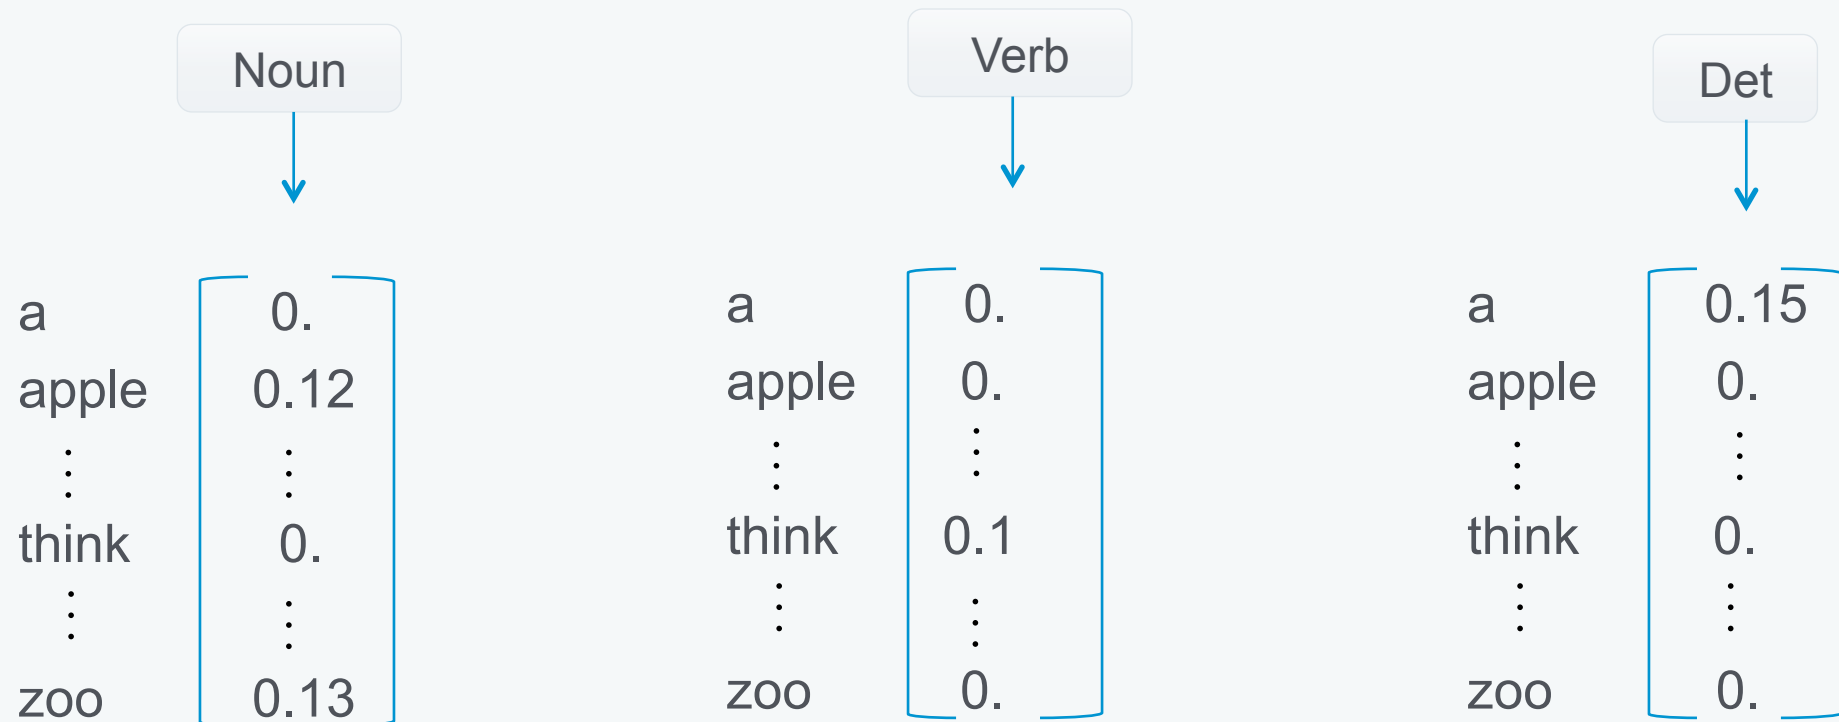 Noun Verb Det
a 0. a 0. a 0.15
apple 0.12 apple 0. apple 0.
⋮ ⋮ ⋮ ⋮ ⋮ ⋮
think 0. think 0.1 think 0.
⋮ ⋮ ⋮ ⋮ ⋮ ⋮
zoo 0.13 zoo 0. zoo 0.